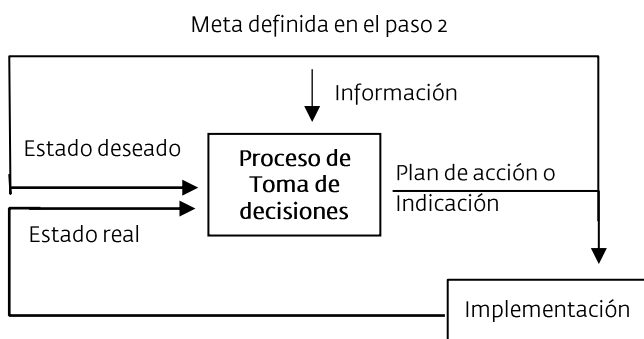 Meta definida en el paso 2
Información
Estado deseado
Proceso de
Toma de
decisiones
Plan de acción o
Indicación
Estado real
Implementación